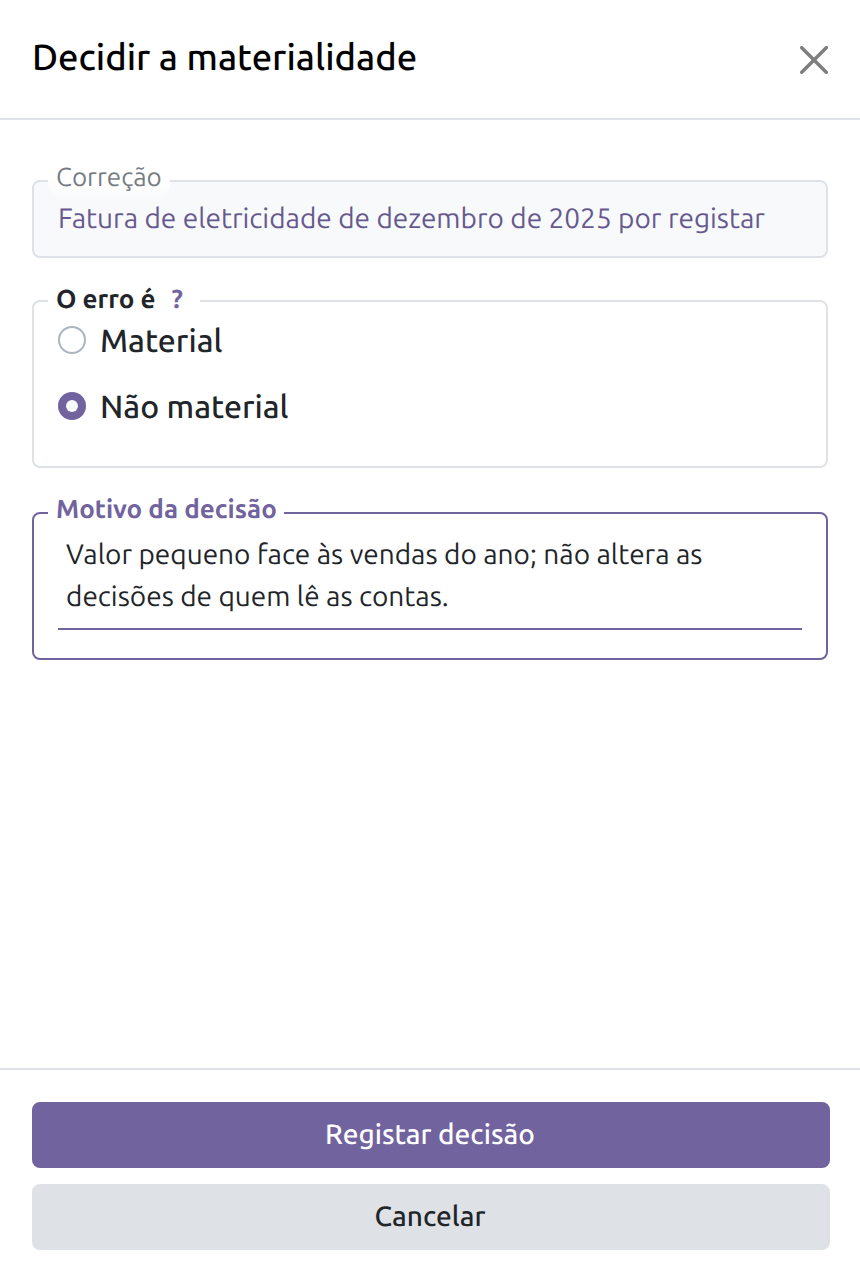 Decidir a materialidade
Correção
Fatura de eletricidade de dezembro de 2025 por registar
O erro é ?
Material
Não material
Motivo da decisão
Valor pequeno face às vendas do ano; não altera as
decisões de quem lê as contas.
Registar decisão
Cancelar